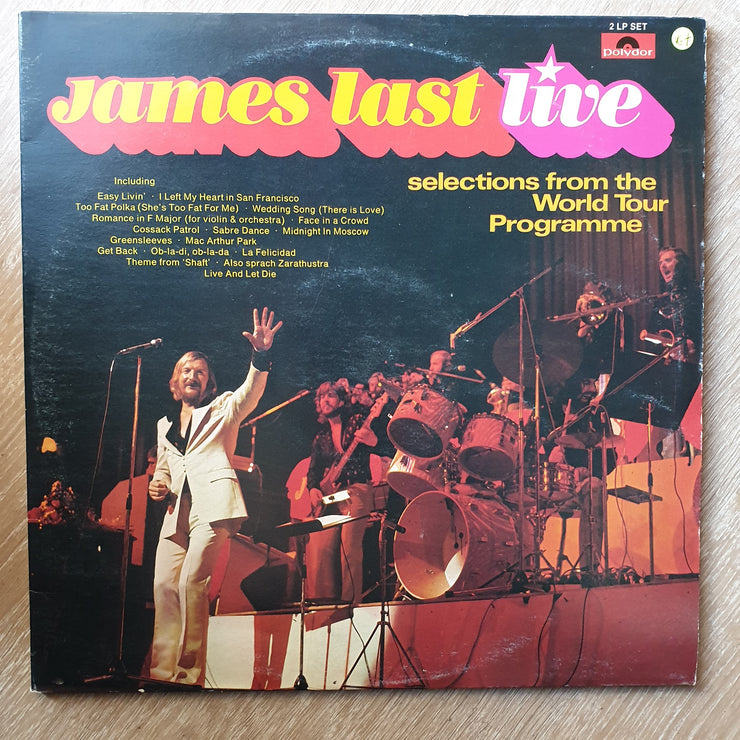 2 LP SET
polydor
47
james last live
selections from the
World Tour
Programme
Including
Easy Livin' · I Left My Heart in San Francisco
Too Fat Polka (She's Too Fat For Me) · Wedding Song (There is Love)
Romance in F Major (for violin & orchestra) · Face in a Crowd
Cossack Patrol · Sabre Dance · Midnight In Moscow
Greensleeves · Mac Arthur Park
Get Back · Ob-la-di, ob-la-da · La Felicidad
Theme from 'Shaft' · Also sprach Zarathustra
Live And Let Die